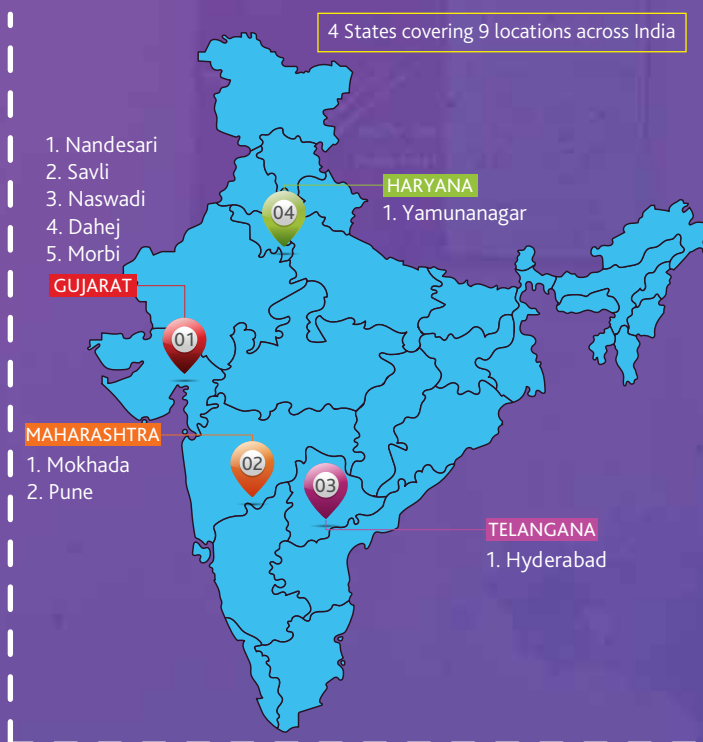 4 States covering 9 locations across India
1. Nandesari
2. Savli
3. Naswadi
4. Dahej
5. Morbi
GUJARAT
01
HARYANA
1. Yamunanagar
04
MAHARASHTRA
1. Mokhada
2. Pune
02
03
TELANGANA
1. Hyderabad